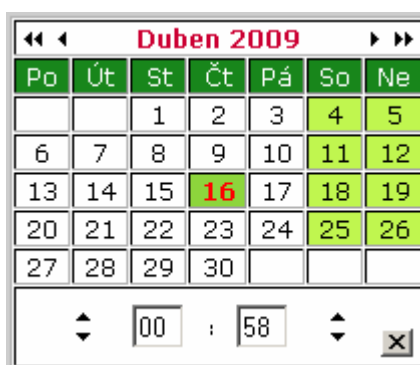 Duben 2009
Po Út St Čt Pá So Ne
1 2 3 4 5
6 7 8 9 10 11 12
13 14 15 16 17 18 19
20 21 22 23 24 25 26
27 28 29 30
00 : 58